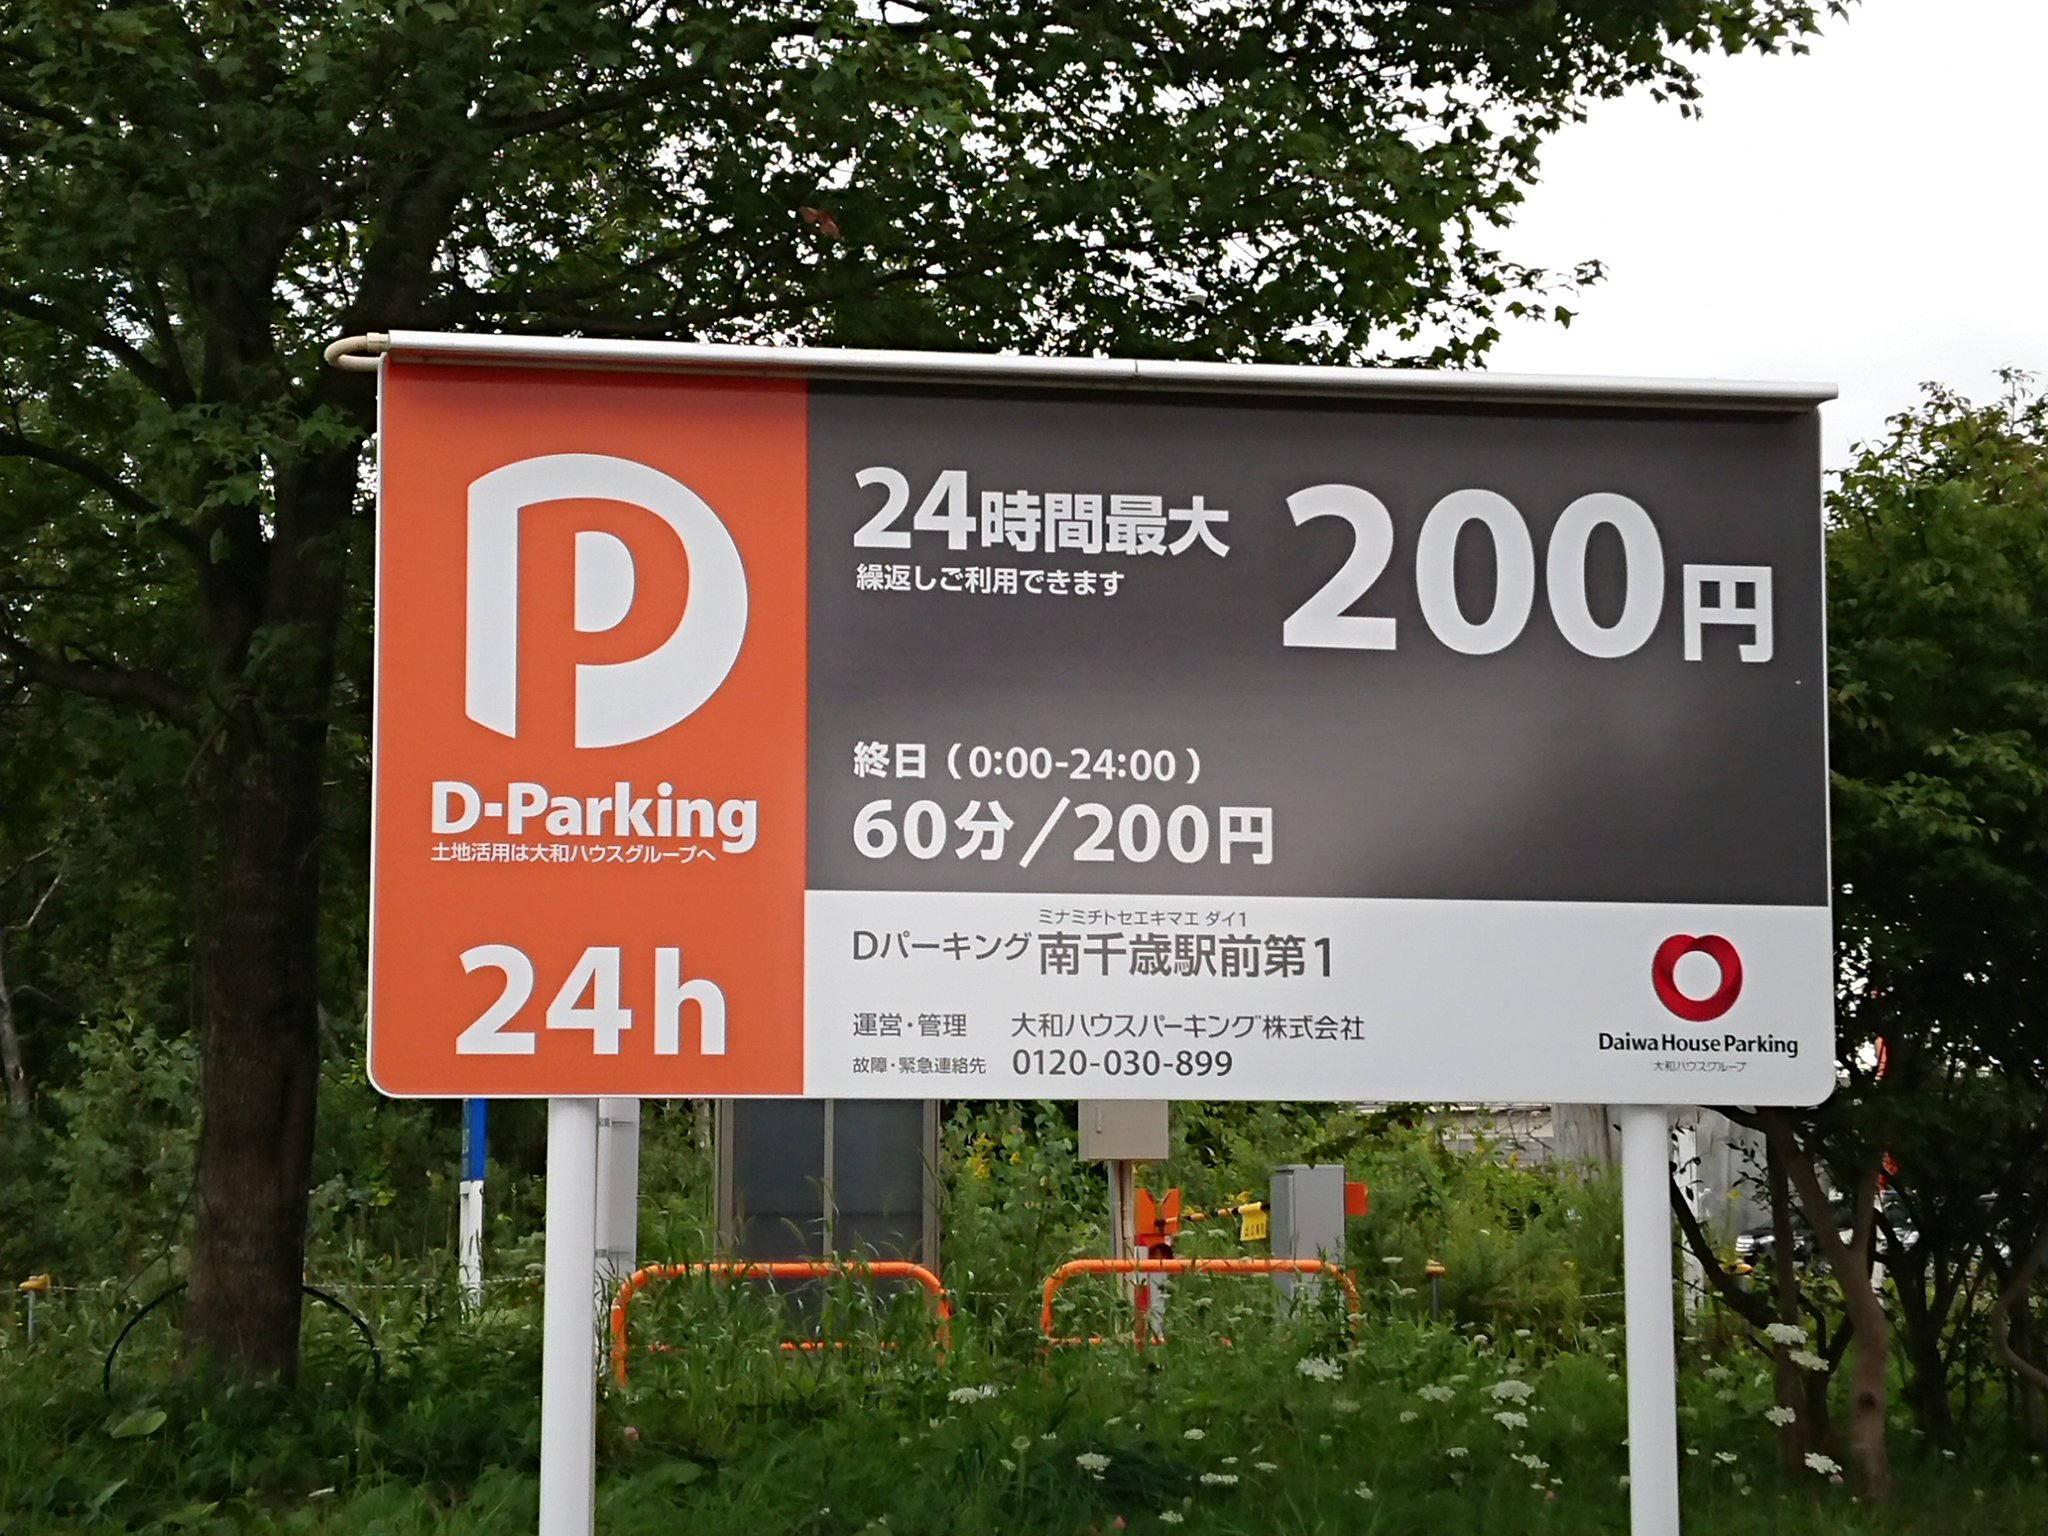 D-Parking
土地活用は大和ハウスグループへ
24h
24時間最大 200円
繰返しご利用できます
終日（0:00-24:00）
60分/200円
ミナミチトセエキマエ ダイ1
Dパーキング 南千歳駅前第1
運営・管理 大和ハウスパーキング株式会社
故障・緊急連絡先 0120-030-899
Daiwa House Parking
大和ハウスグループ